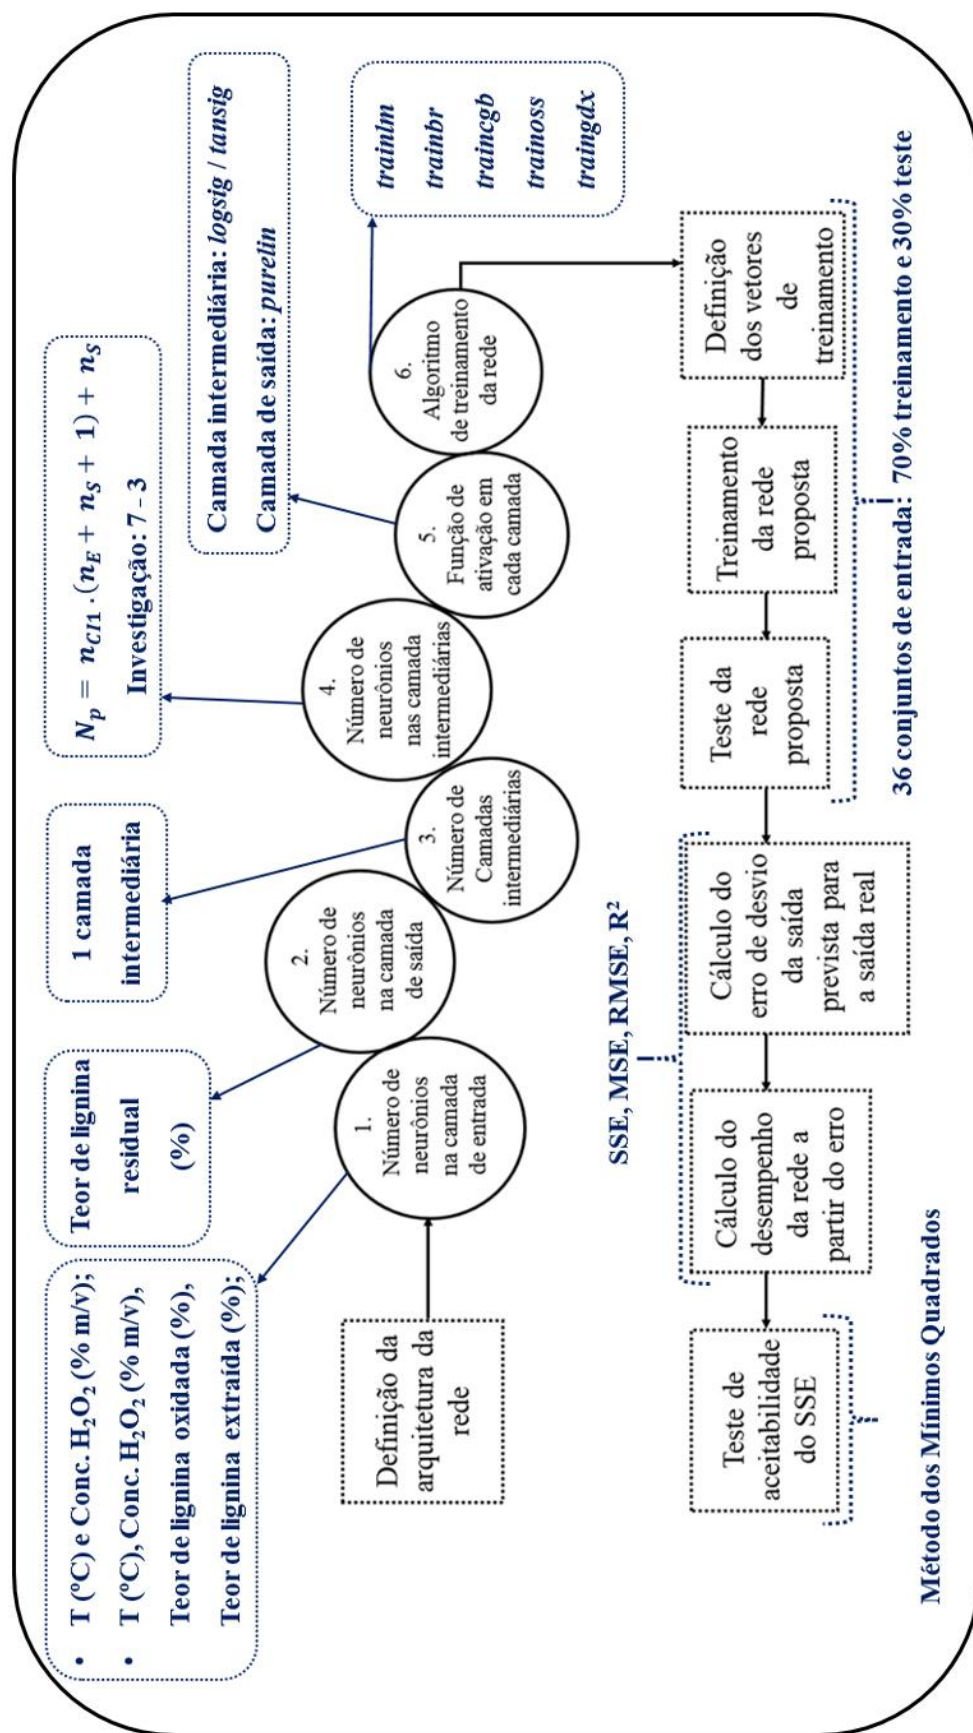 • T (ºC) e Conc. H₂O₂ (% m/v);
• T (ºC), Conc. H₂O₂ (% m/v),
Teor de lignina oxidada (%),
Teor de lignina extraída (%);
Teor de lignina
residual
(%)
1 camada
intermediária
Nₚ = n_CI1 . (n_E + n_S + 1) + n_S
Investigação: 7 - 3
Camada intermediária: logsig / tansig
Camada de saída: purelin
trainlm
trainbr
traincgb
trainoss
traingdx
Definição da
arquitetura da
rede
1.
Número de
neurônios
na camada
de entrada
2.
Número de
neurônios
na camada
de saída
3.
Número de
Camadas
intermediárias
4.
Número de
neurônios
nas camada
intermediárias
5.
Função de
ativação em
cada camada
6.
Algoritmo
de treinamento
da rede
Definição
dos vetores
de
treinamento
Treinamento
da rede
proposta
Teste da
rede
proposta
36 conjuntos de entrada: 70% treinamento e 30% teste
SSE, MSE, RMSE, R²
Cálculo do
erro de desvio
da saída
prevista para
a saída real
Cálculo do
desempenho
da rede a
partir do erro
Teste de
aceitabilidade
do SSE
Método dos Mínimos Quadrados